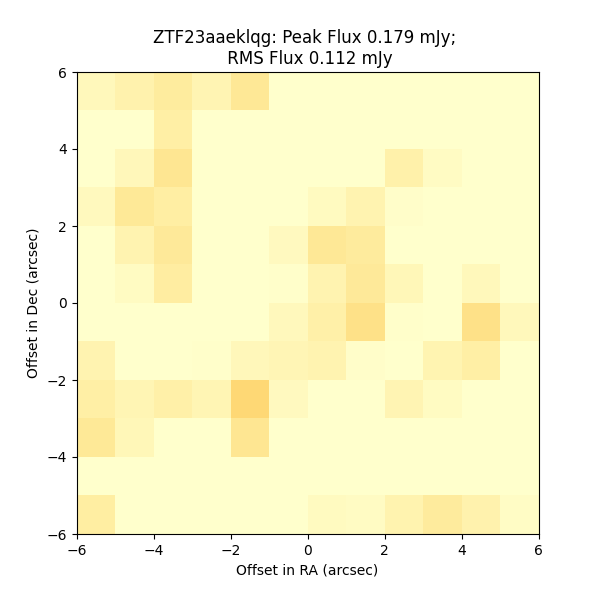 ZTF23aaeklqg: Peak Flux 0.179 mJy;
RMS Flux 0.112 mJy
6
4
2
0
−2
−4
−6
Offset in Dec (arcsec)
−6 −4 −2 0 2 4 6
Offset in RA (arcsec)